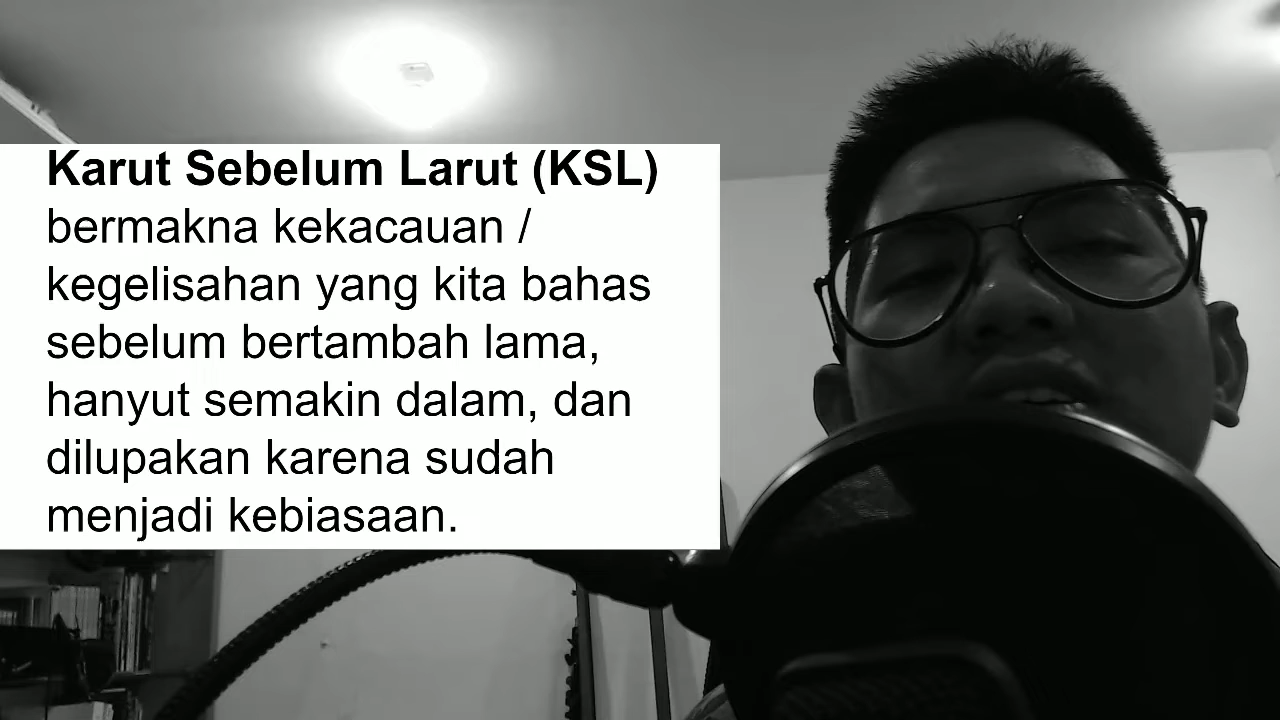 Karut Sebelum Larut (KSL)
bermakna kekacauan /
kegelisahan yang kita bahas
sebelum bertambah lama,
hanyut semakin dalam, dan
dilupakan karena sudah
menjadi kebiasaan.